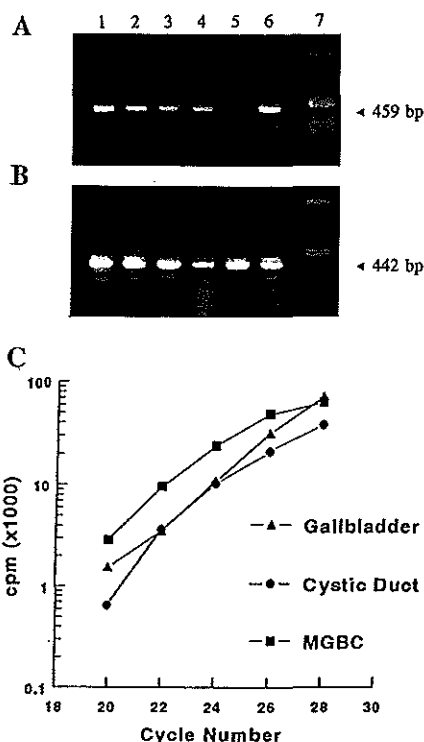 A
1 2 3 4 5 6 7
459 bp
B
442 bp
C
100
10
1
0.1
cpm (x1000)
Gallbladder
Cystic Duct
MGBC
18 20 22 24 26 28 30
Cycle Number